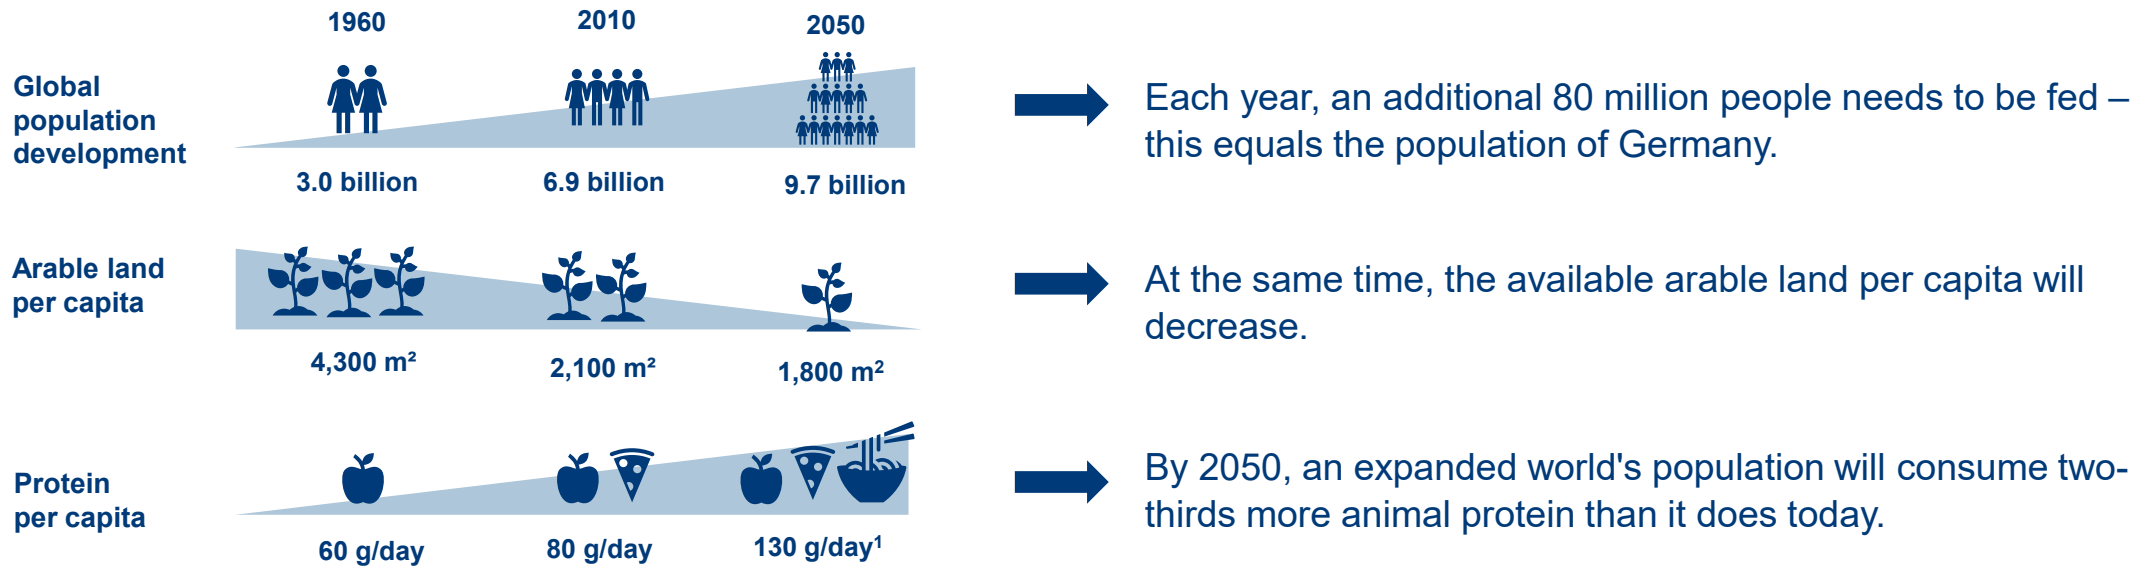 1960
2010
2050
Global
population
development
3.0 billion
6.9 billion
9.7 billion
Each year, an additional 80 million people needs to be fed –
this equals the population of Germany.
Arable land
per capita
4,300 m²
2,100 m²
1,800 m²
At the same time, the available arable land per capita will
decrease.
Protein
per capita
60 g/day
80 g/day
130 g/day¹
By 2050, an expanded world's population will consume two-
thirds more animal protein than it does today.